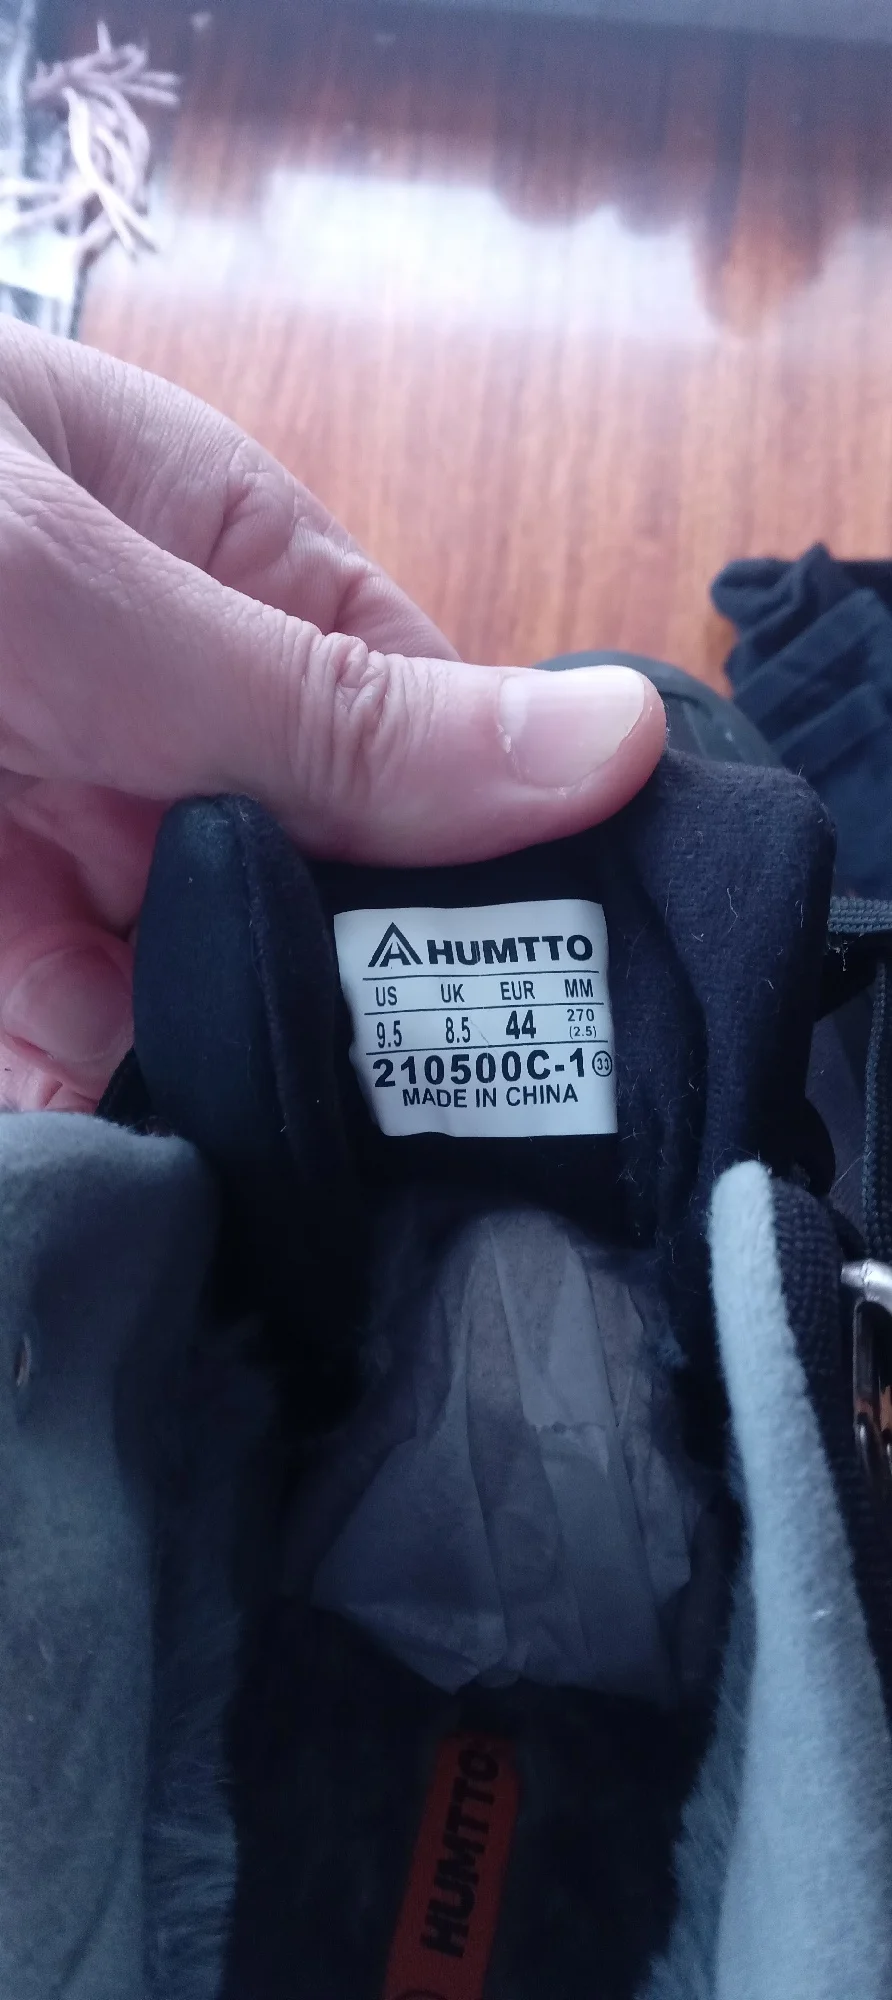 HUMTTO
US UK EUR MM
9.5 8.5 44 270 (2.5)
210500C-1 33
MADE IN CHINA
HUMTTO